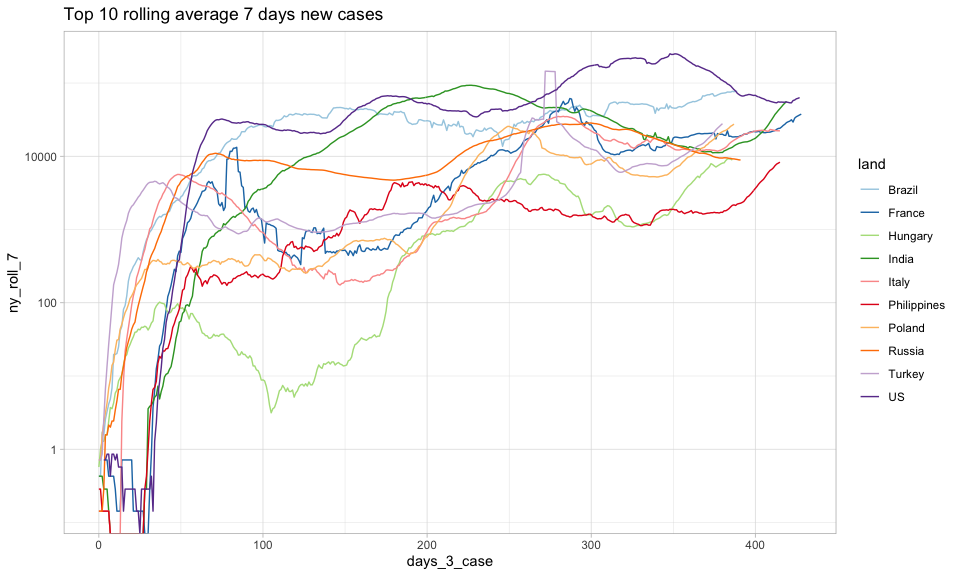 Top 10 rolling average 7 days new cases
ny_roll_7
10000
100
1
0
100
200
300
400
days_3_case
land
Brazil
France
Hungary
India
Italy
Philippines
Poland
Russia
Turkey
US